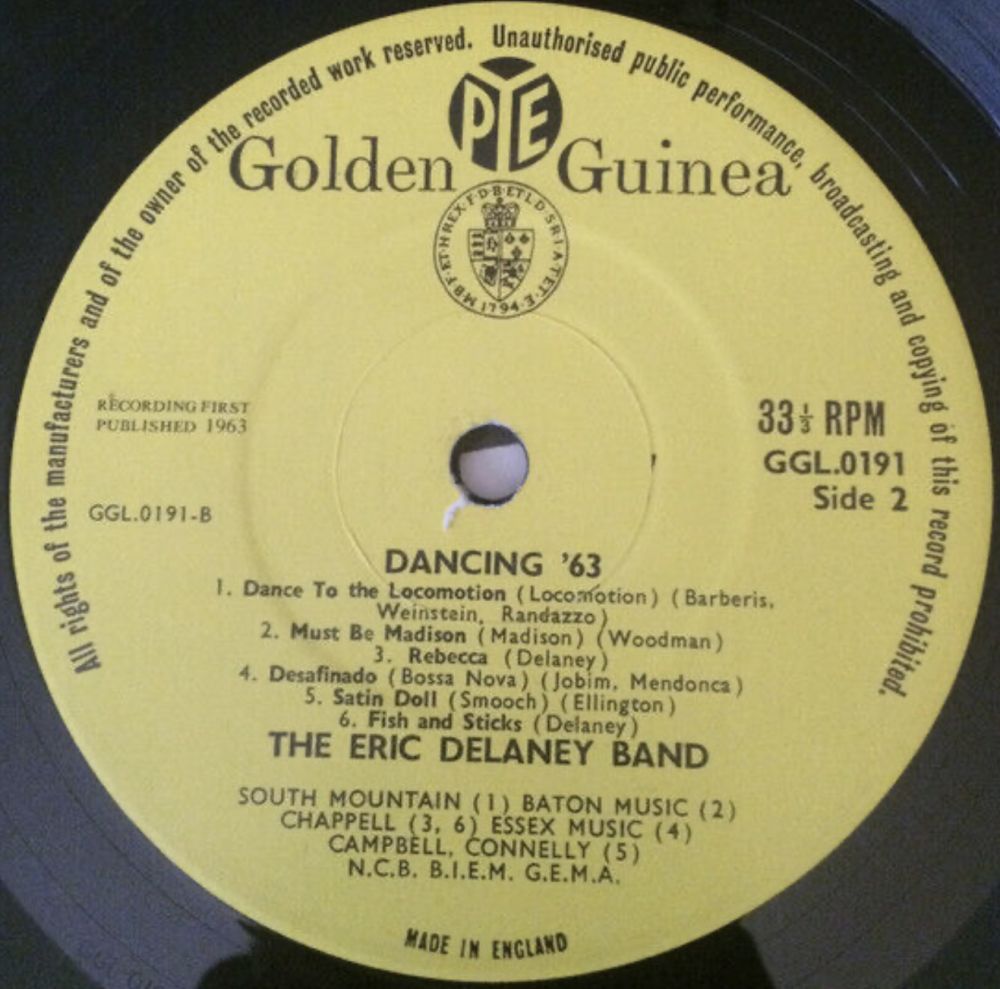 All rights of the manufacturers and of the owner of the recorded work reserved. Unauthorised public performance, broadcasting and copying of this record prohibited.
PYE
Golden Guinea
RECORDING FIRST
PUBLISHED 1963
33⅓ RPM
GGL.0191
Side 2
GGL.0191-B
DANCING '63
1. Dance To the Locomotion (Locomotion) (Barberis,
Weinstein, Randazzo)
2. Must Be Madison (Madison) (Woodman)
3. Rebecca (Delaney)
4. Desafinado (Bossa Nova) (Jobim, Mendonca)
5. Satin Doll (Smooch) (Ellington)
6. Fish and Sticks (Delaney)
THE ERIC DELANEY BAND
SOUTH MOUNTAIN (1) BATON MUSIC (2)
CHAPPELL (3, 6) ESSEX MUSIC (4)
CAMPBELL, CONNELLY (5)
N.C.B. B.I.E.M. G.E.M.A.
MADE IN ENGLAND